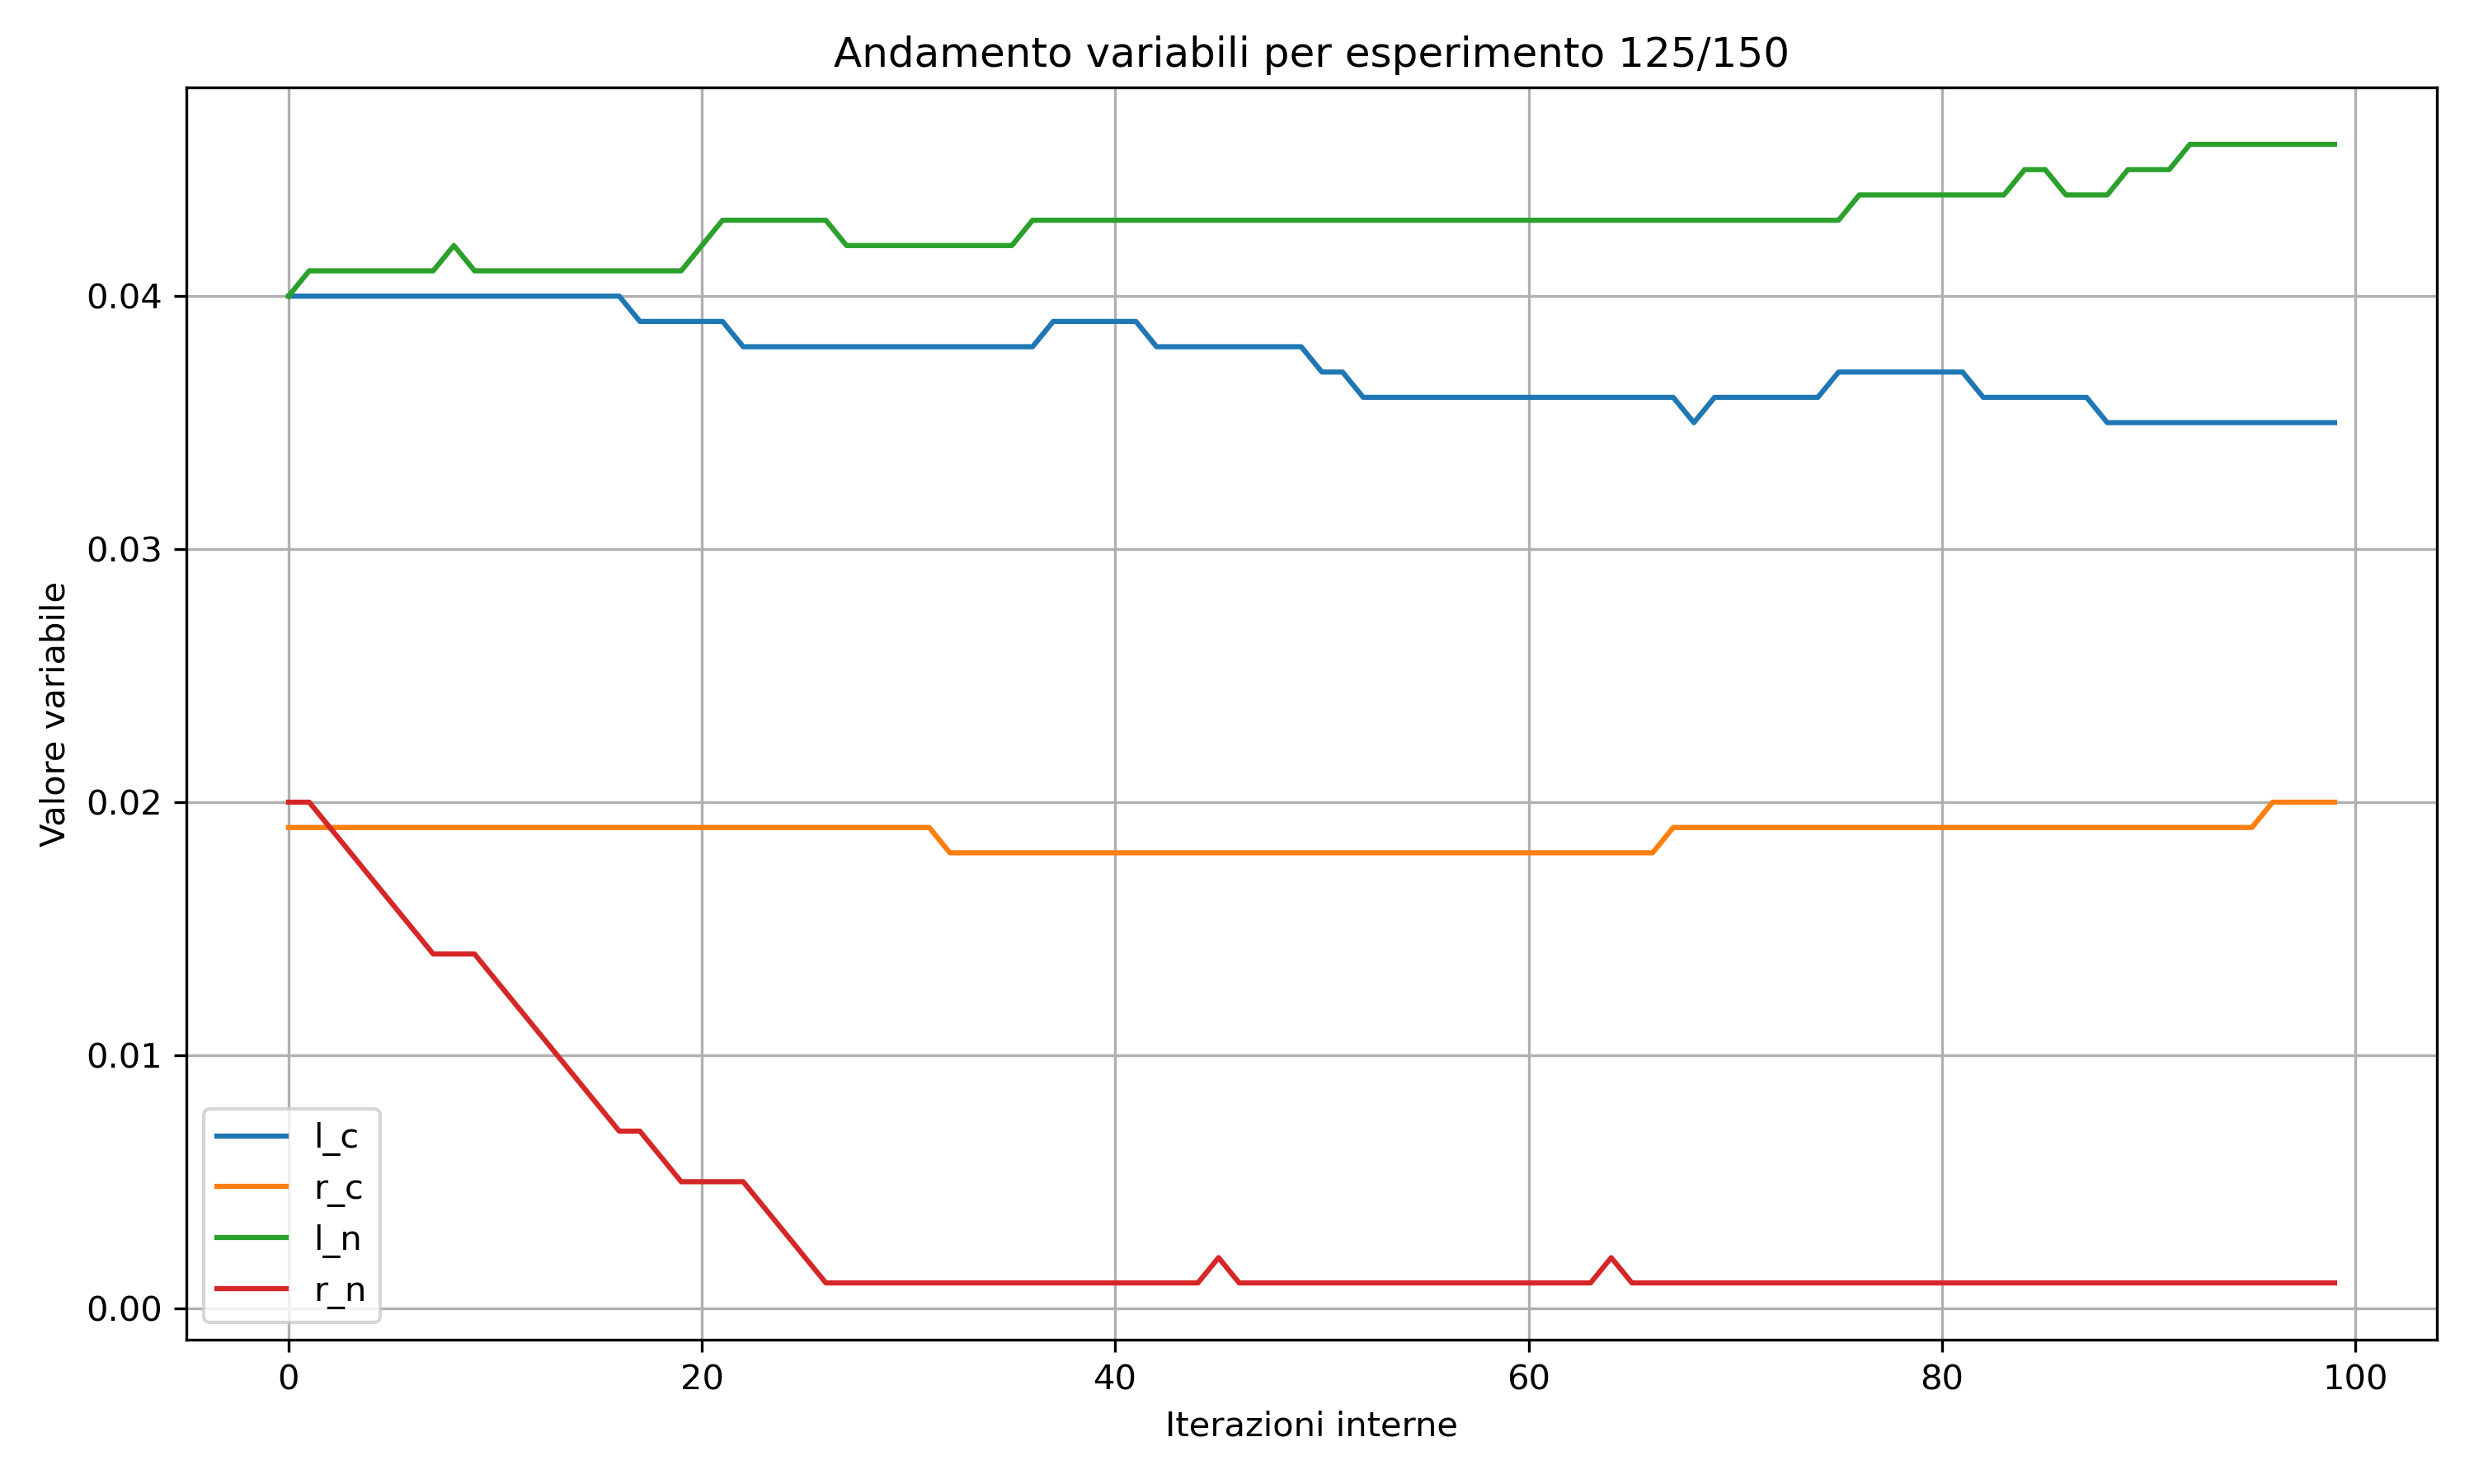 Andamento variabili per esperimento 125/150
Valore variabile
0.04
0.03
0.02
0.01
0.00
l_c
r_c
l_n
r_n
0 20 40 60 80 100
Iterazioni interne